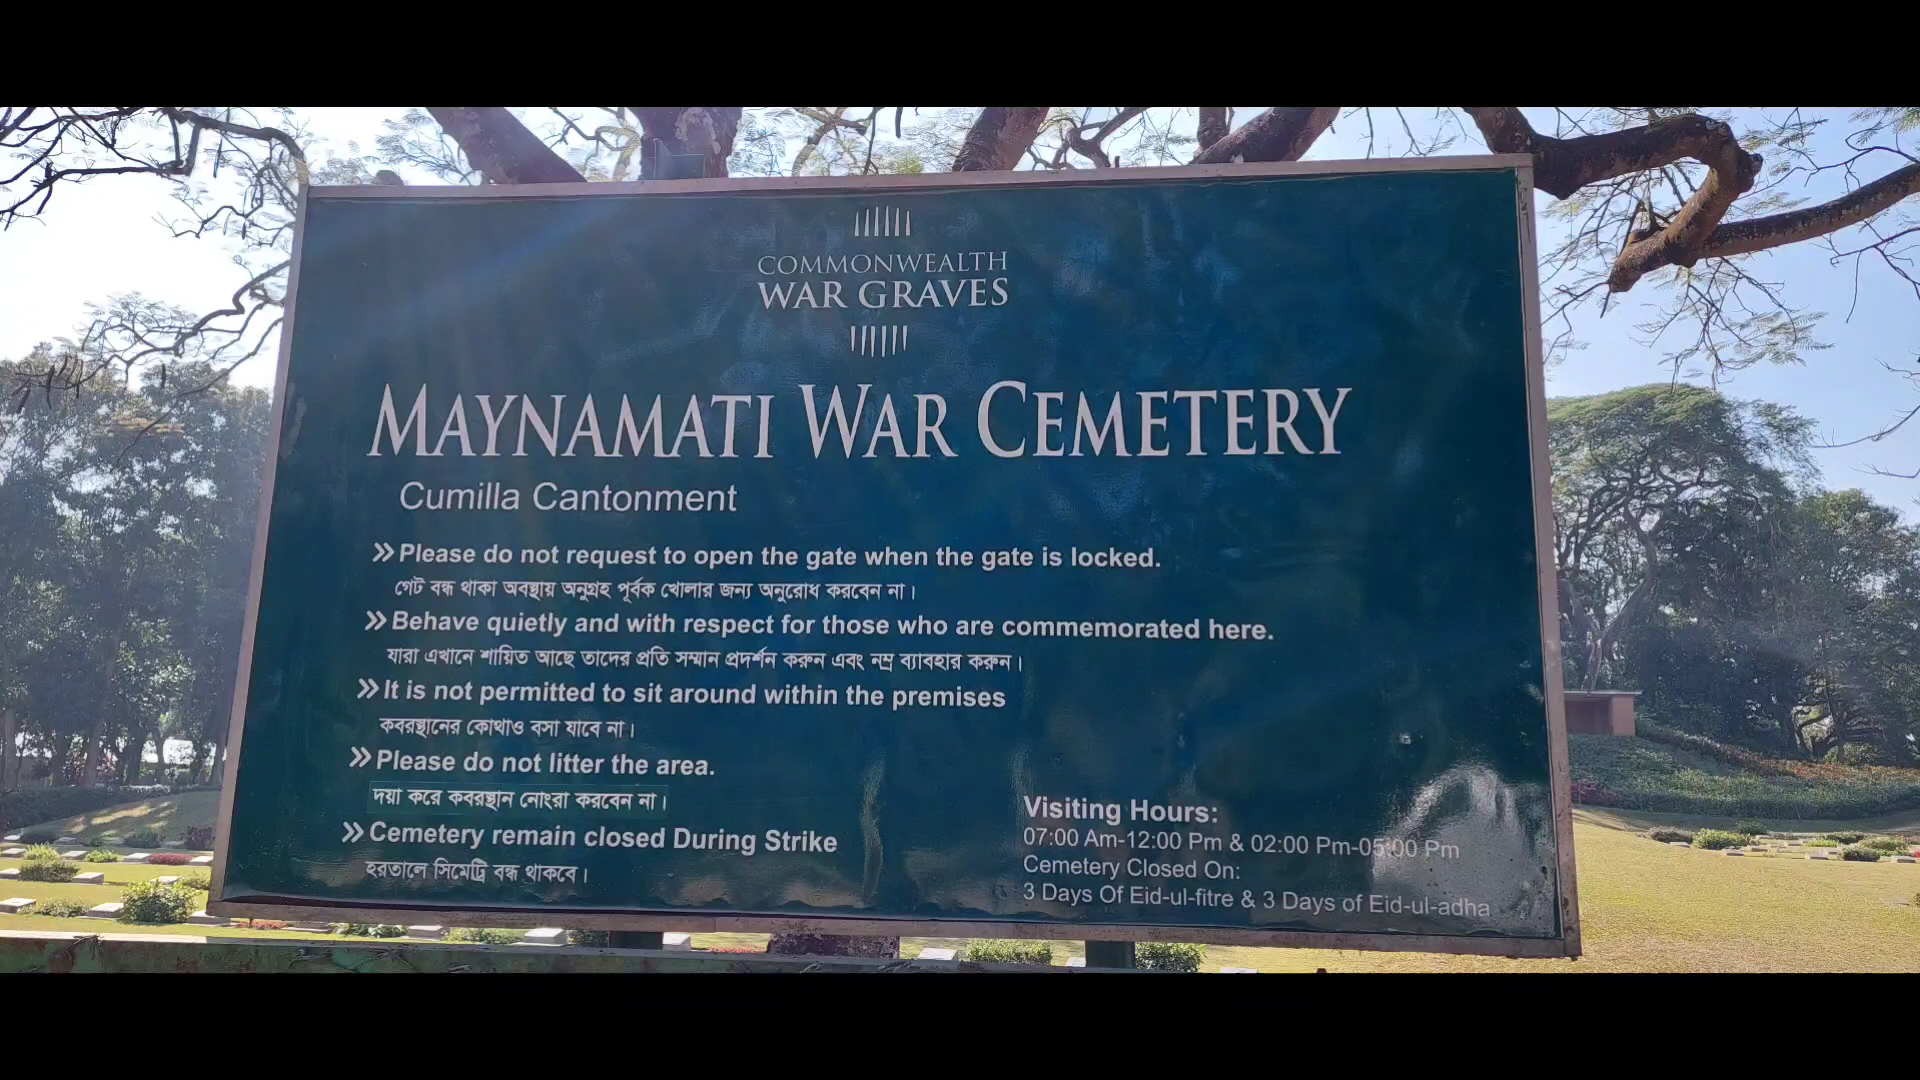 COMMONWEALTH
WAR GRAVES
MAYNAMATI WAR CEMETERY
Cumilla Cantonment
» Please do not request to open the gate when the gate is locked.
গেট বন্ধ থাকা অবস্থায় অনুগ্রহ পূর্বক খোলার জন্য অনুরোধ করবেন না।
» Behave quietly and with respect for those who are commemorated here.
যারা এখানে শায়িত আছে তাদের প্রতি সম্মান প্রদর্শন করুন এবং নম্র ব্যাবহার করুন।
» It is not permitted to sit around within the premises
কবরস্থানের কোথাও বসা যাবে না।
» Please do not litter the area.
দয়া করে কবরস্থান নোংরা করবেন না।
» Cemetery remain closed During Strike
হরতালে সিমেট্রি বন্ধ থাকবে।
Visiting Hours:
07:00 Am-12:00 Pm & 02:00 Pm-05:00 Pm
Cemetery Closed On:
3 Days Of Eid-ul-fitre & 3 Days of Eid-ul-adha